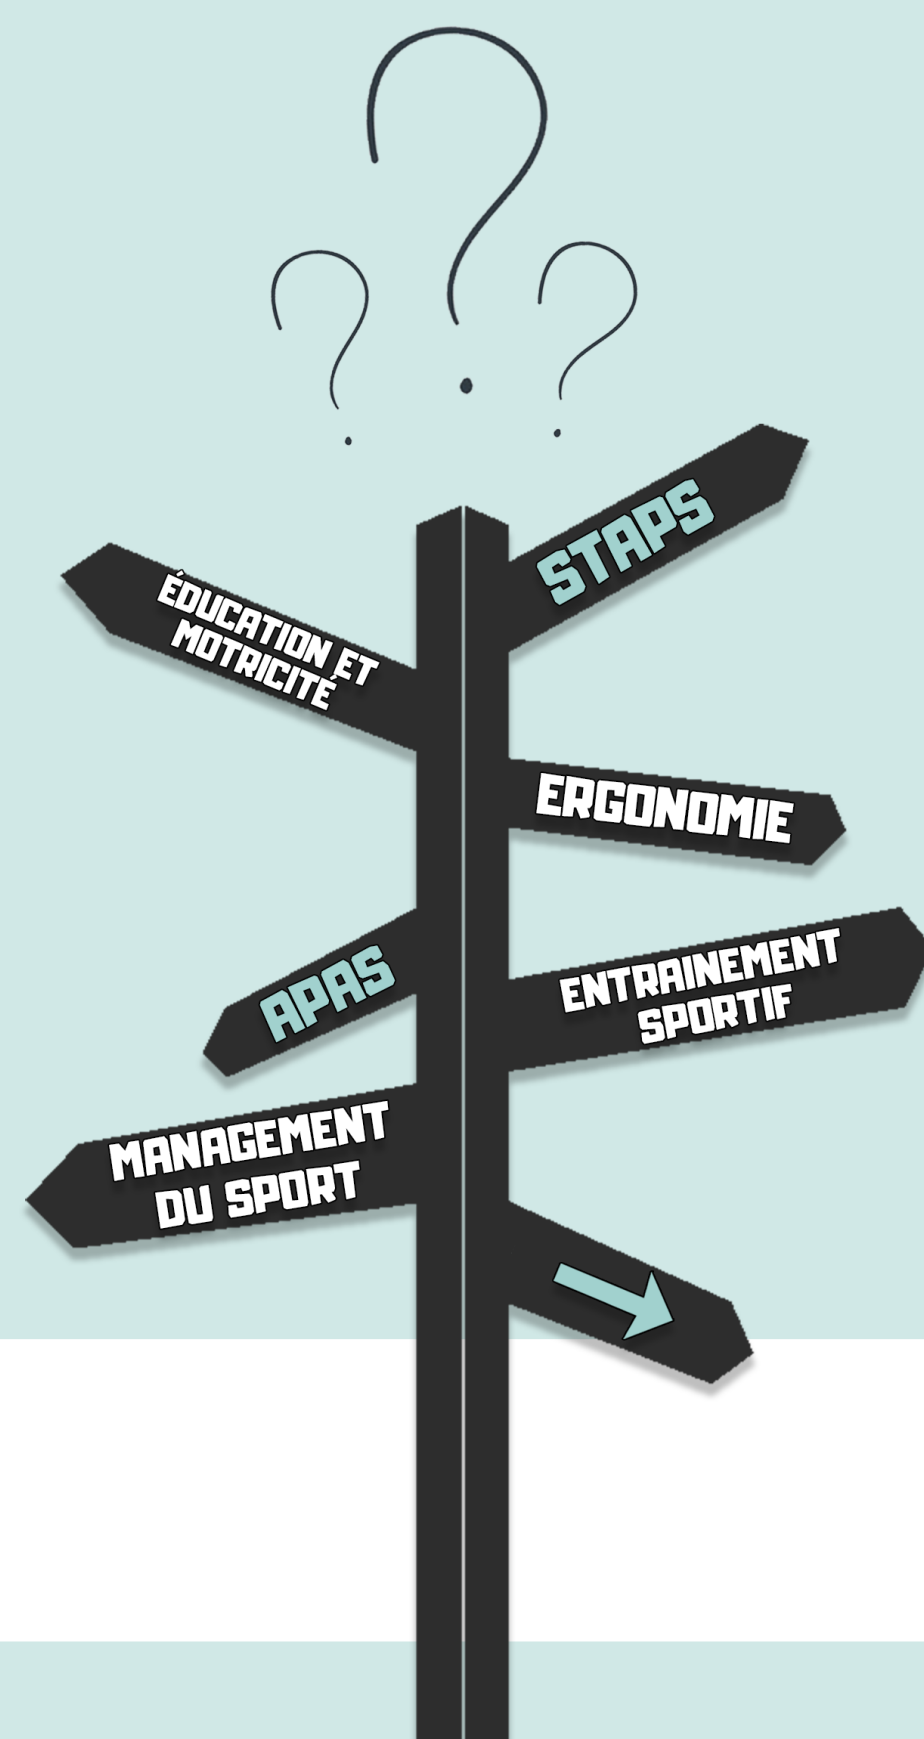 STAPS
ÉDUCATION ET
MOTRICITÉ
ERGONOMIE
APAS
ENTRAINEMENT
SPORTIF
MANAGEMENT
DU SPORT